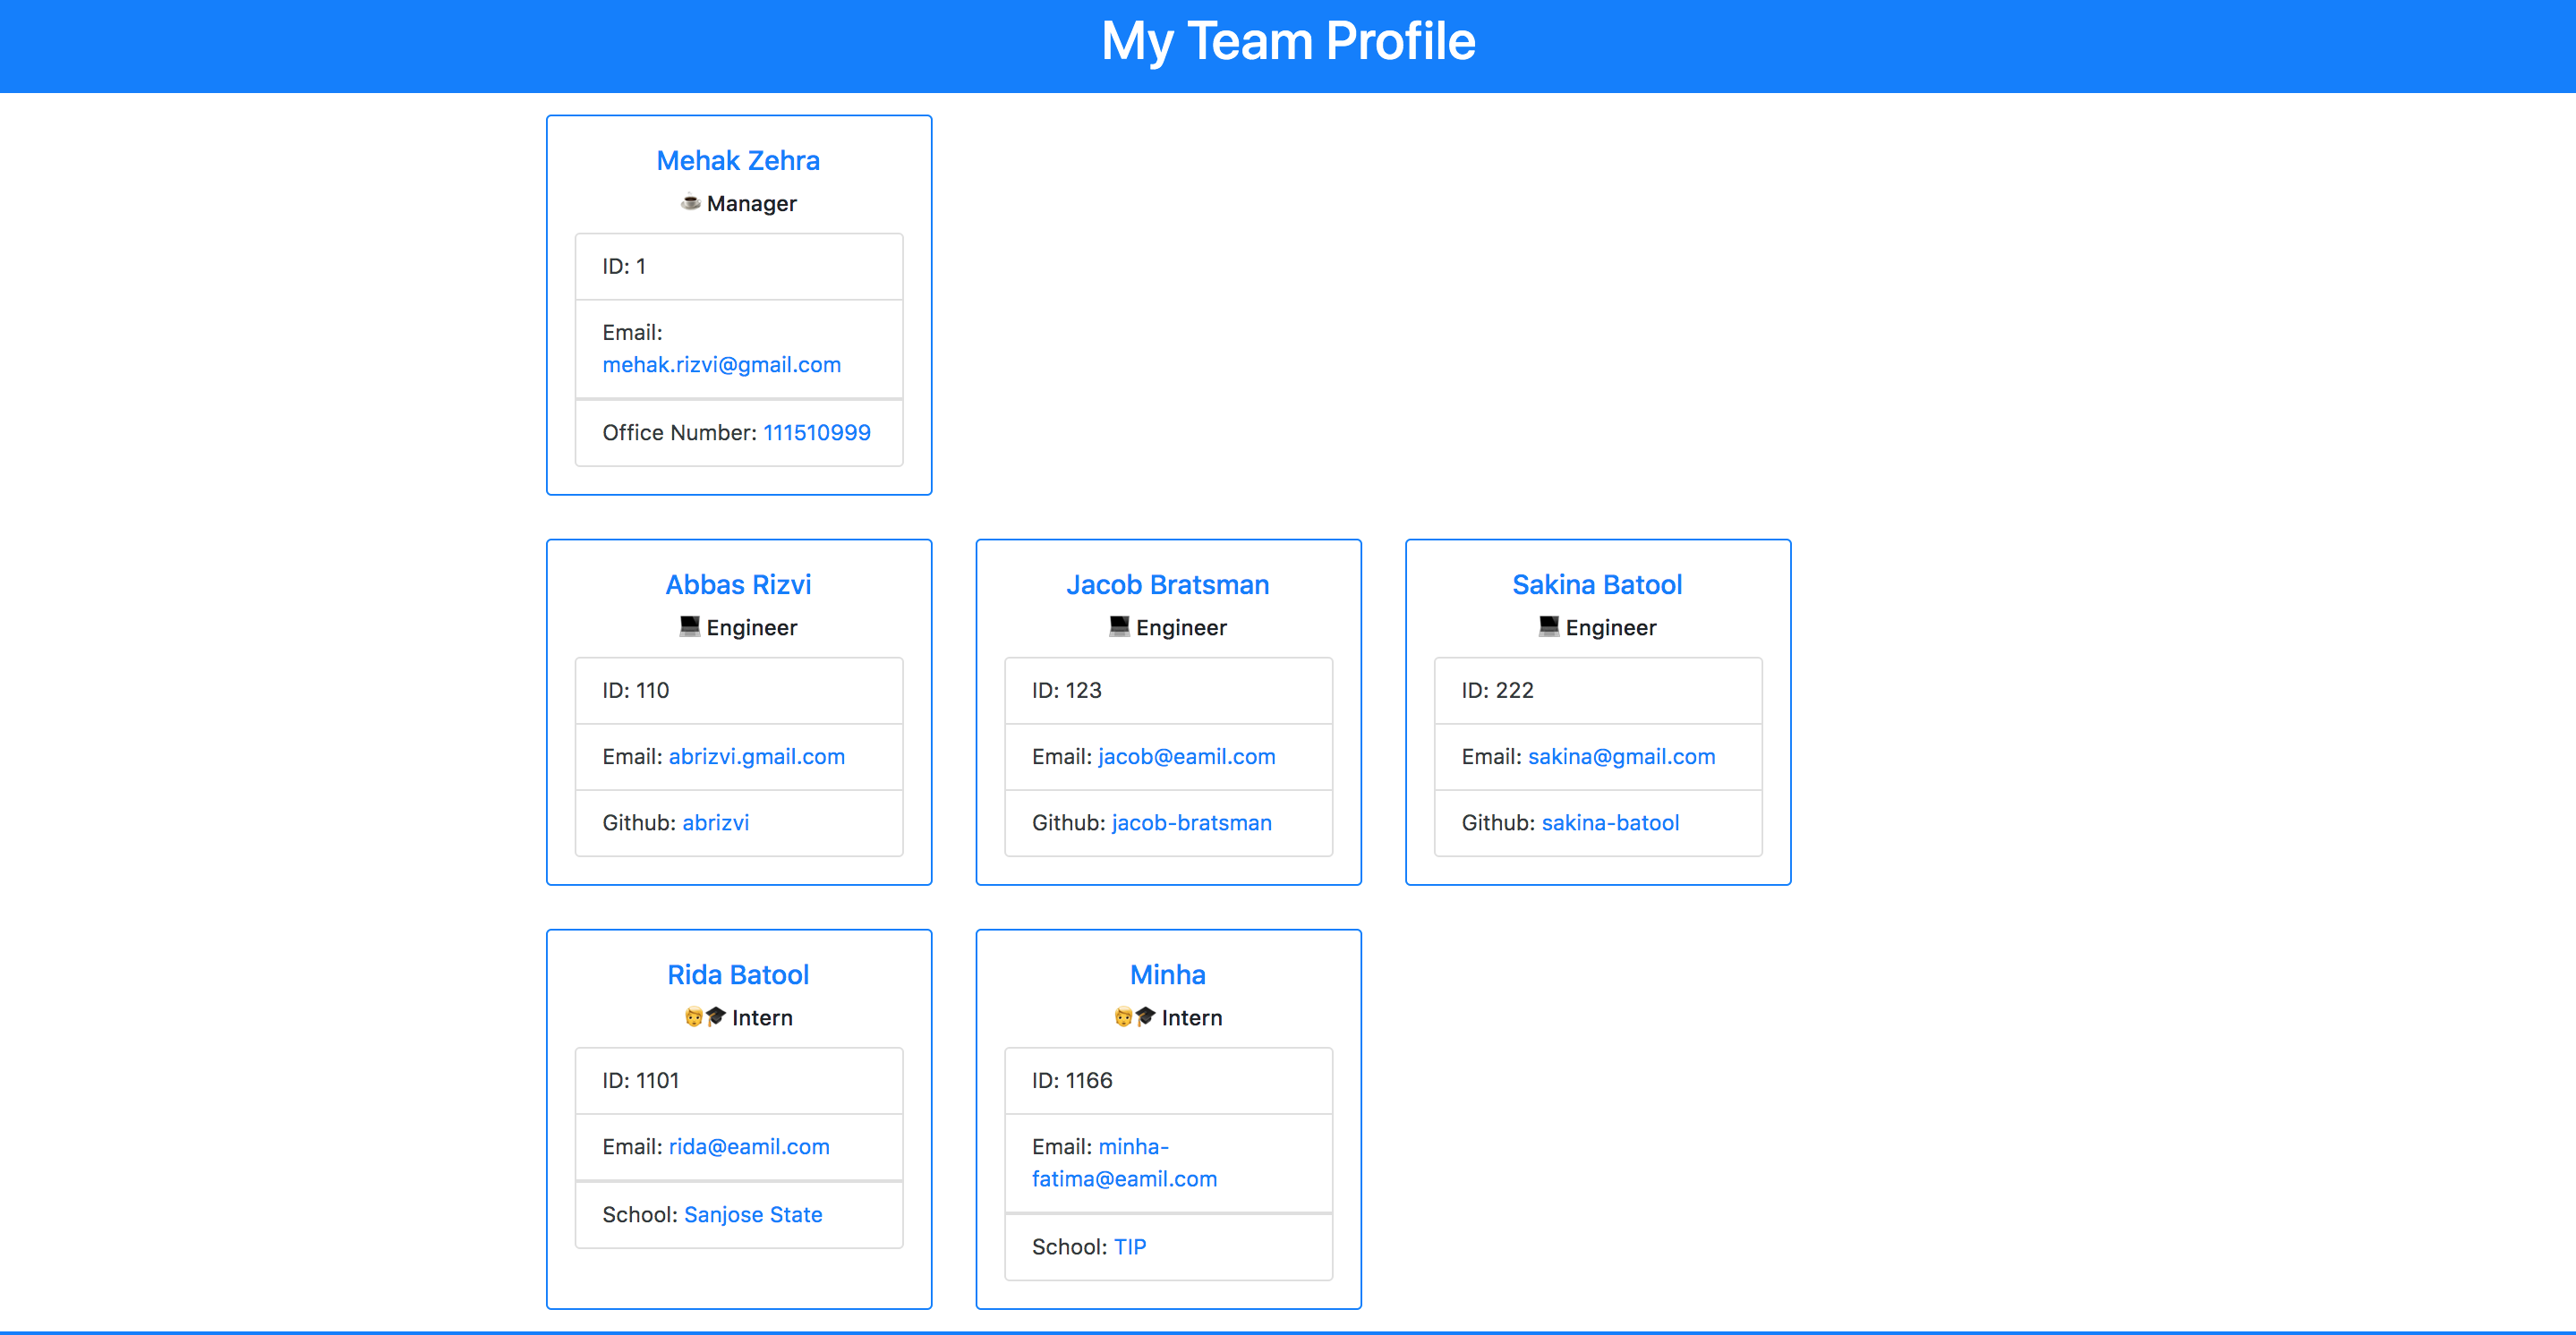 My Team Profile
Mehak Zehra
☕ Manager
ID: 1
Email:
mehak.rizvi@gmail.com
Office Number: 111510999
Abbas Rizvi
💻 Engineer
ID: 110
Email: abrizvi.gmail.com
Github: abrizvi
Jacob Bratsman
💻 Engineer
ID: 123
Email: jacob@eamil.com
Github: jacob-bratsman
Sakina Batool
💻 Engineer
ID: 222
Email: sakina@gmail.com
Github: sakina-batool
Rida Batool
🧑🎓 Intern
ID: 1101
Email: rida@eamil.com
School: Sanjose State
Minha
🧑🎓 Intern
ID: 1166
Email: minha-
fatima@eamil.com
School: TIP